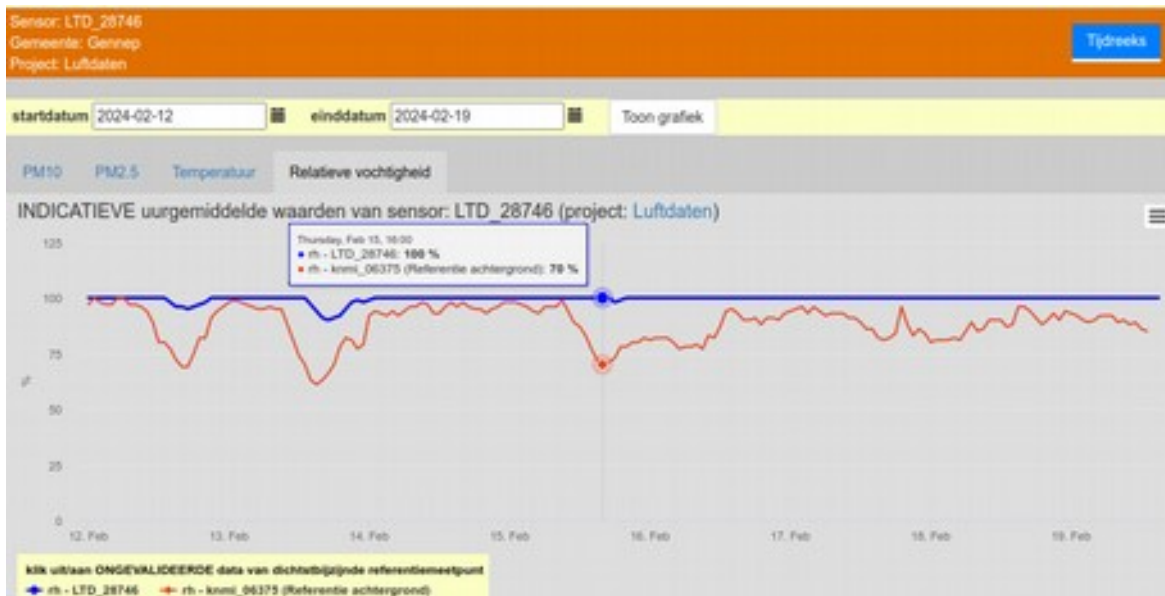 Sensor: LTD_28746
Gemeente: Gennep
Project: Luftdaten
Tijdreeks
startdatum 2024-02-12 einddatum 2024-02-19 Toon grafiek
PM10 PM2.5 Temperatuur Relatieve vochtigheid
INDICATIEVE uurgemiddelde waarden van sensor: LTD_28746 (project: Luftdaten)
Thursday, Feb 15, 16:00
rh - LTD_28746: 100 %
rh - knmi_06375 (Referentie achtergrond): 70 %
125
100
75
50
25
0
%
12. Feb 13. Feb 14. Feb 15. Feb 16. Feb 17. Feb 18. Feb 19. Feb
klik uit/aan ONGEVALIDEERDE data van dichtstbijzijnde referentiemeetpunt
rh - LTD_28746 rh - knmi_06375 (Referentie achtergrond)